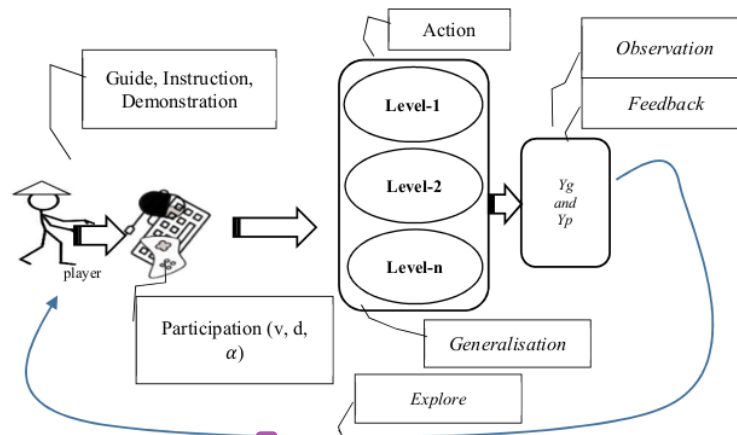 Action
Observation
Feedback
Guide, Instruction,
Demonstration
Level-1
Level-2
Level-n
Yg
and
Yp
player
Participation (v, d,
α)
Generalisation
Explore